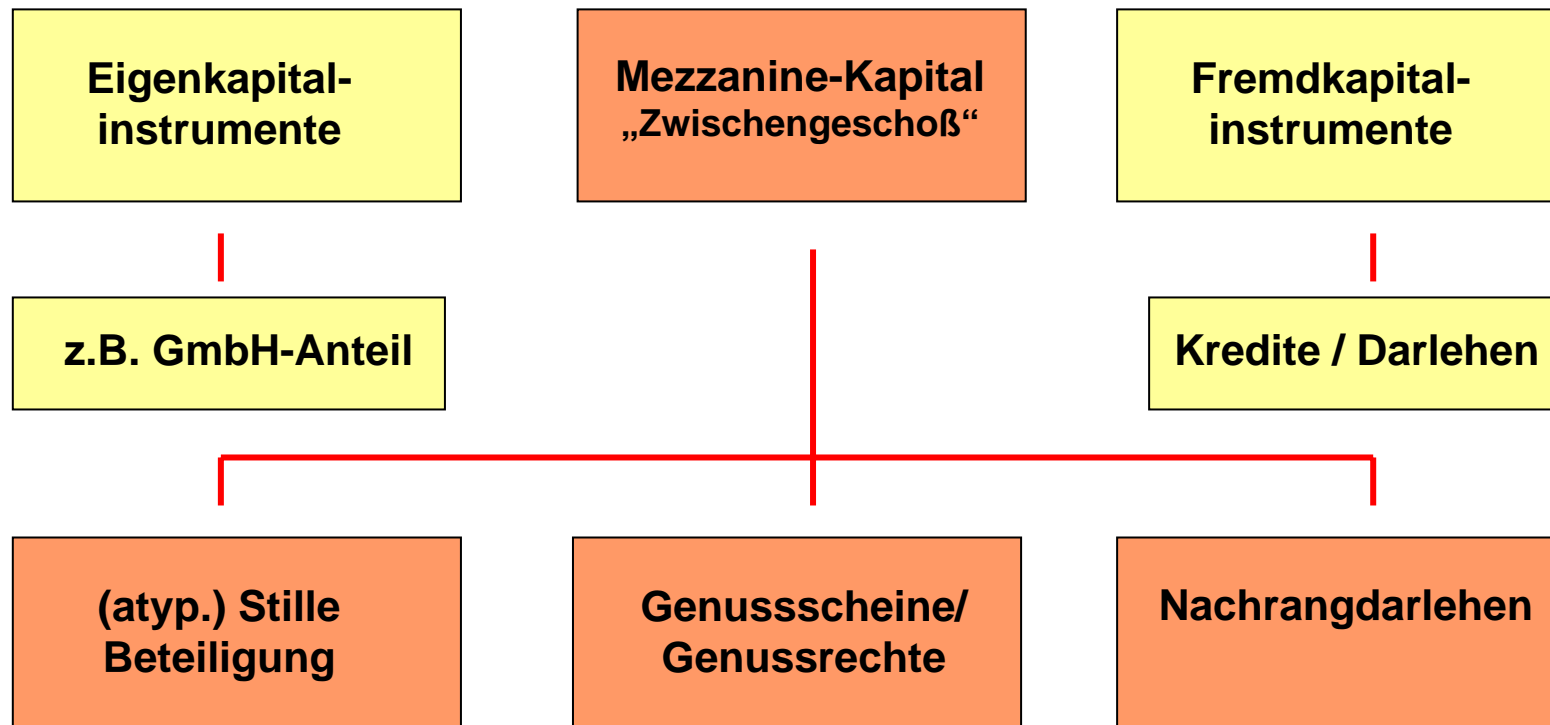 Eigenkapital-
instrumente
Mezzanine-Kapital
„Zwischengeschoß“
Fremdkapital-
instrumente
z.B. GmbH-Anteil
Kredite / Darlehen
(atyp.) Stille
Beteiligung
Genussscheine/
Genussrechte
Nachrangdarlehen